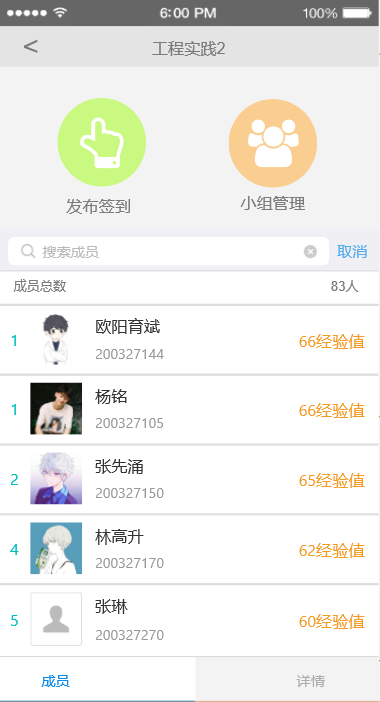 6:00 PM 100%
< 工程实践2
发布签到 小组管理
搜索成员 取消
成员总数 83人
1 欧阳育斌 66经验值
200327144
1 杨铭 66经验值
200327105
2 张先涌 65经验值
200327150
4 林高升 62经验值
200327170
5 张琳 60经验值
200327270
成员 详情